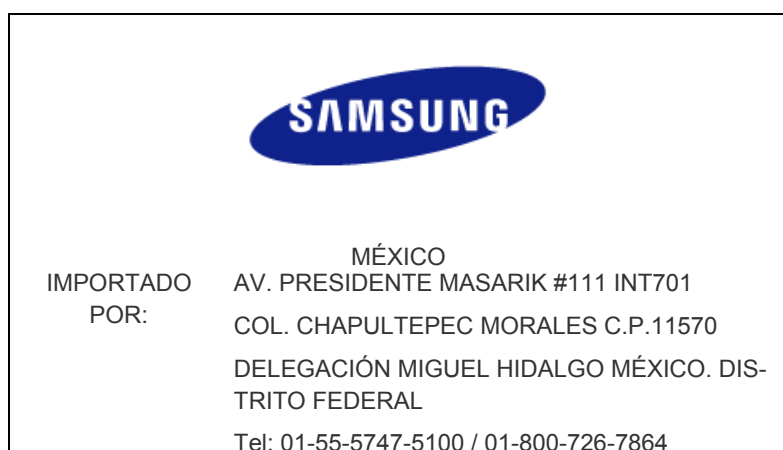 SAMSUNG
MÉXICO
IMPORTADO POR:
AV. PRESIDENTE MASARIK #111 INT701
COL. CHAPULTEPEC MORALES C.P.11570
DELEGACIÓN MIGUEL HIDALGO MÉXICO. DIS-
TRITO FEDERAL
Tel: 01-55-5747-5100 / 01-800-726-7864